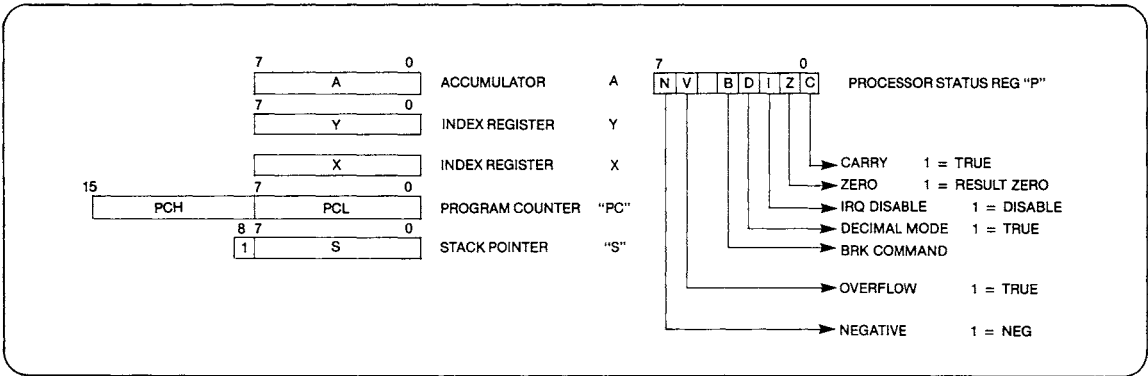 7 0
A ACCUMULATOR A
7 0
Y INDEX REGISTER Y
X INDEX REGISTER X
15 7 0
PCH PCL PROGRAM COUNTER "PC"
8 7 0
1 S STACK POINTER "S"
7 0
N V B D I Z C PROCESSOR STATUS REG "P"
CARRY 1 = TRUE
ZERO 1 = RESULT ZERO
IRQ DISABLE 1 = DISABLE
DECIMAL MODE 1 = TRUE
BRK COMMAND
OVERFLOW 1 = TRUE
NEGATIVE 1 = NEG